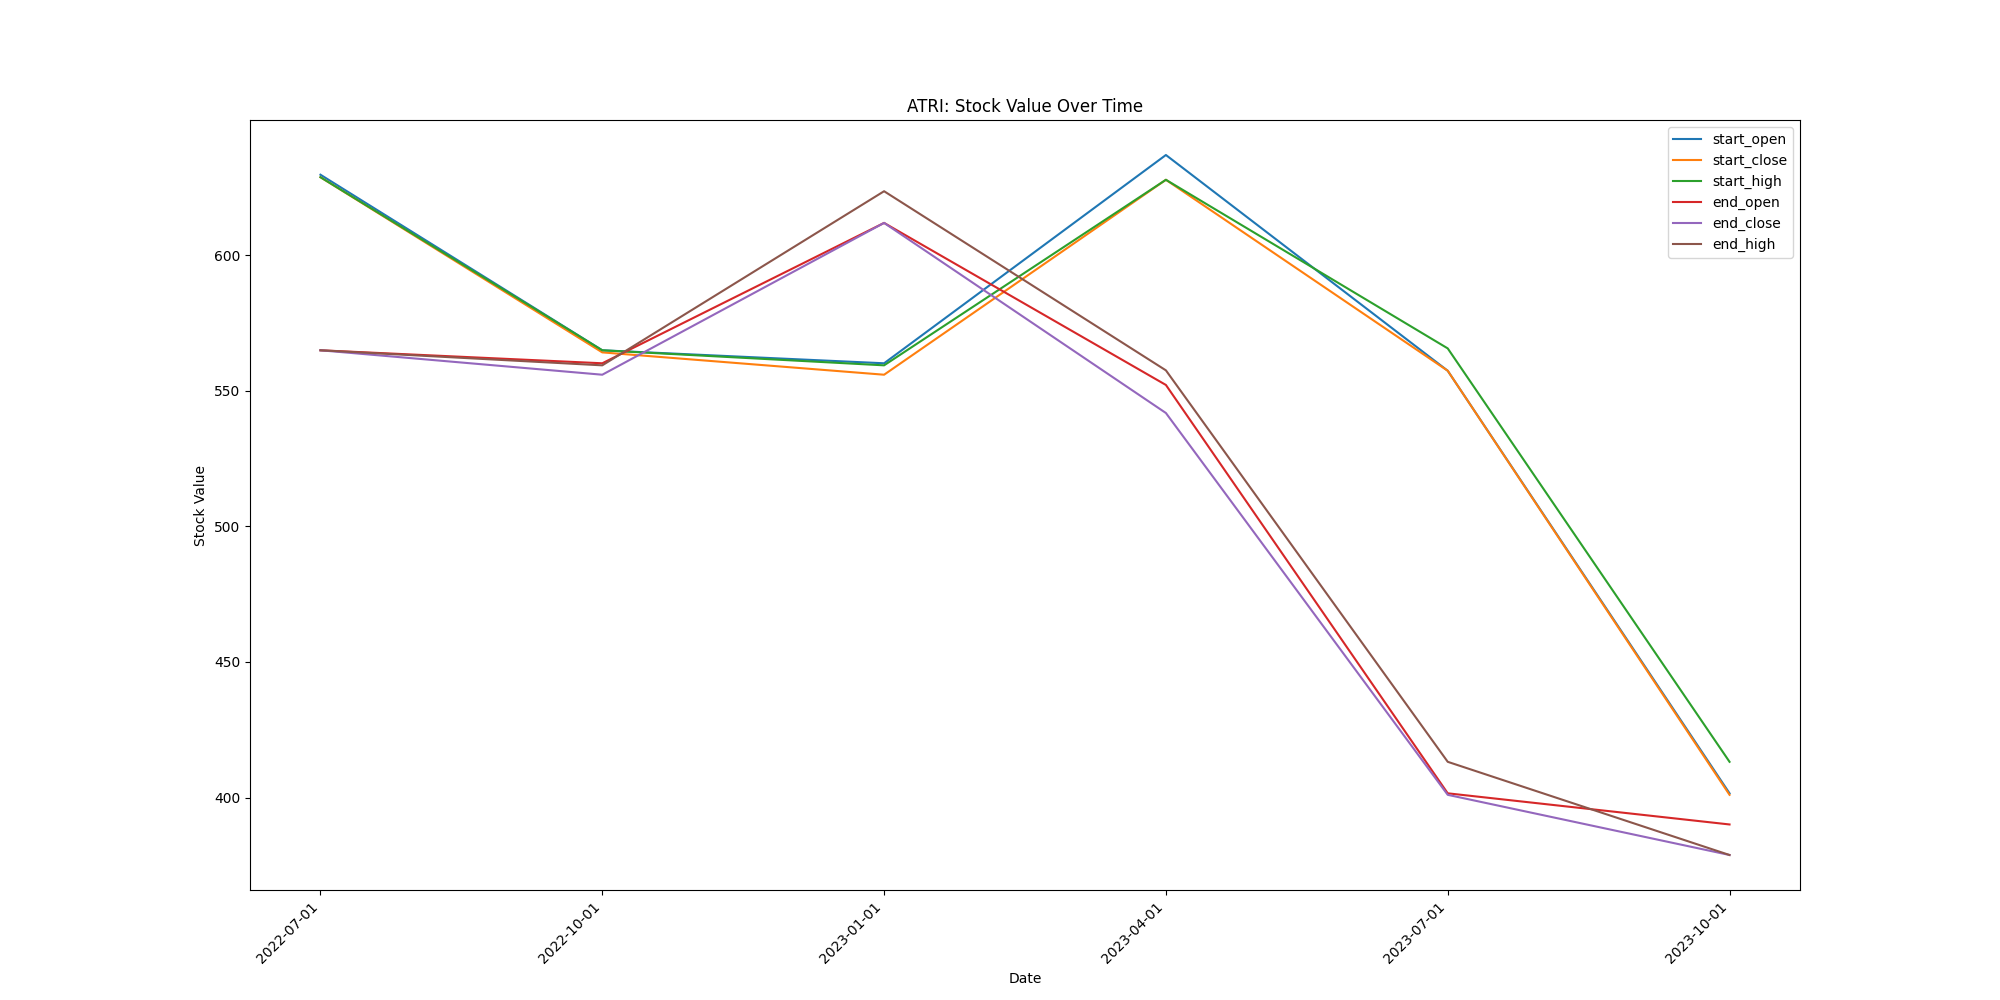 ATRI: Stock Value Over Time
start_open
start_close
start_high
end_open
end_close
end_high
600
550
500
450
400
Stock Value
2022-07-01
2022-10-01
2023-01-01
2023-04-01
2023-07-01
2023-10-01
Date